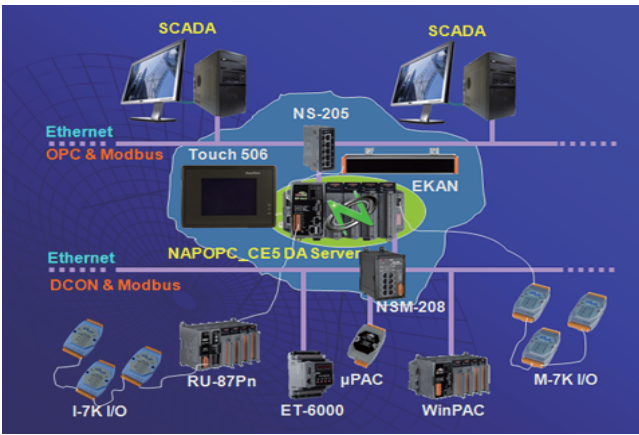 SCADA
SCADA
NS-205
Ethernet
OPC & Modbus
Touch 506
EKAN
NAPOPC_CE5 DA Server
Ethernet
DCON & Modbus
NSM-208
RU-87Pn
µPAC
M-7K I/O
I-7K I/O
ET-6000
WinPAC